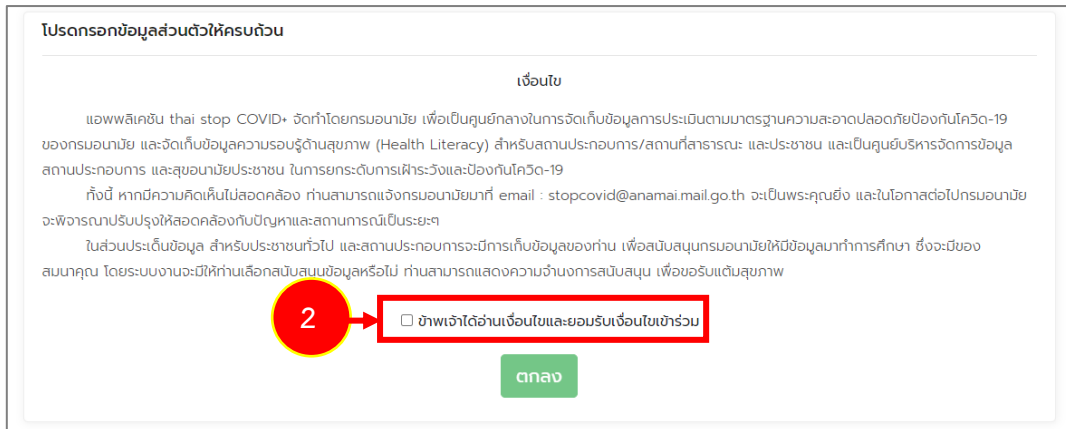 โปรดกรอกข้อมูลส่วนตัวให้ครบถ้วน
เงื่อนไข
แอพพลิเคชัน thai stop COVID+ จัดทำโดยกรมอนามัย เพื่อเป็นศูนย์กลางในการจัดเก็บข้อมูลการประเมินตามมาตรฐานความสะอาดปลอดภัยป้องกันโควิด-19
ของกรมอนามัย และจัดเก็บข้อมูลความรอบรู้ด้านสุขภาพ (Health Literacy) สำหรับสถานประกอบการ/สถานที่สาธารณะ และประชาชน และเป็นศูนย์บริหารจัดการข้อมูล
สถานประกอบการ และสุขอนามัยประชาชน ในการยกระดับการเฝ้าระวังและป้องกันโควิด-19
ทั้งนี้ หากมีความคิดเห็นไม่สอดคล้อง ท่านสามารถแจ้งกรมอนามัยมาที่ email : stopcovid@anamai.mail.go.th จะเป็นพระคุณยิ่ง และในโอกาสต่อไปกรมอนามัย
จะพิจารณาปรับปรุงให้สอดคล้องกับปัญหาและสถานการณ์เป็นระยะๆ
ในส่วนประเด็นข้อมูล สำหรับประชาชนทั่วไป และสถานประกอบการจะมีการเก็บข้อมูลของท่าน เพื่อสนับสนุนกรมอนามัยให้มีข้อมูลมาทำการศึกษา ซึ่งจะมีของ
สมนาคุณ โดยระบบงานจะมีให้ท่านเลือกสนับสนุนข้อมูลหรือไม่ ท่านสามารถแสดงความจำนงการสนับสนุน เพื่อขอรับแต้มสุขภาพ
2
ข้าพเจ้าได้อ่านเงื่อนไขและยอมรับเงื่อนไขเข้าร่วม
ตกลง